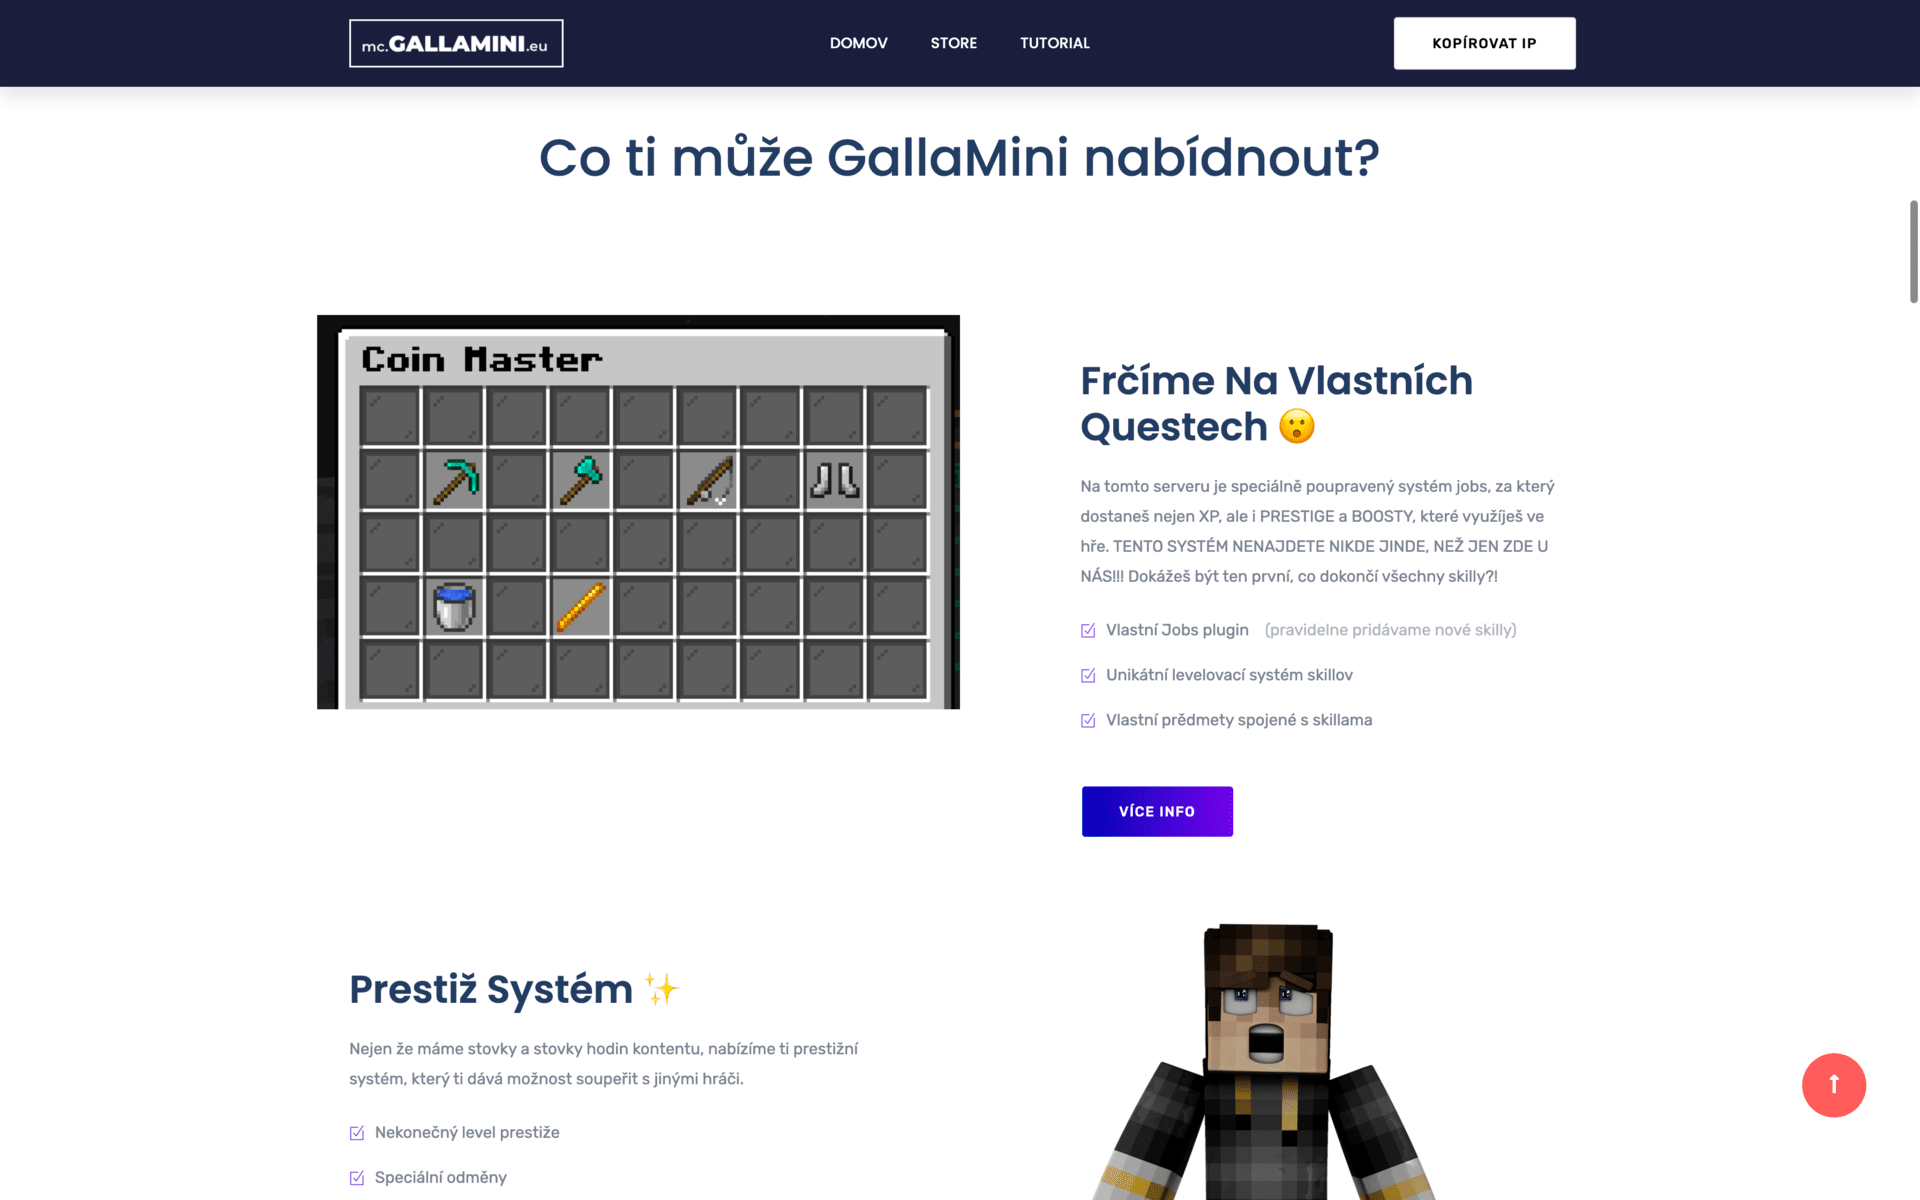 mc.GALLAMINI.eu
DOMOV
STORE
TUTORIAL
KOPÍROVAT IP
Co ti může GallaMini nabídnout?
Coin Master
Frčíme Na Vlastních
Questech 😮
Na tomto serveru je speciálně poupravený systém jobs, za který
dostaneš nejen XP, ale i PRESTIGE a BOOSTY, které využíješ ve
hře. TENTO SYSTÉM NENAJDETE NIKDE JINDE, NEŽ JEN ZDE U
NÁS!!! Dokážeš být ten první, co dokončí všechny skilly?!
Vlastní Jobs plugin (pravidelne pridávame nové skilly)
Unikátní levelovací systém skillov
Vlastní prědmety spojené s skillama
VÍCE INFO
Prestiž Systém ✨
Nejen že máme stovky a stovky hodin kontentu, nabízíme ti prestižní
systém, který ti dává možnost soupeřit s jinými hráči.
Nekonečný level prestiže
Speciální odměny